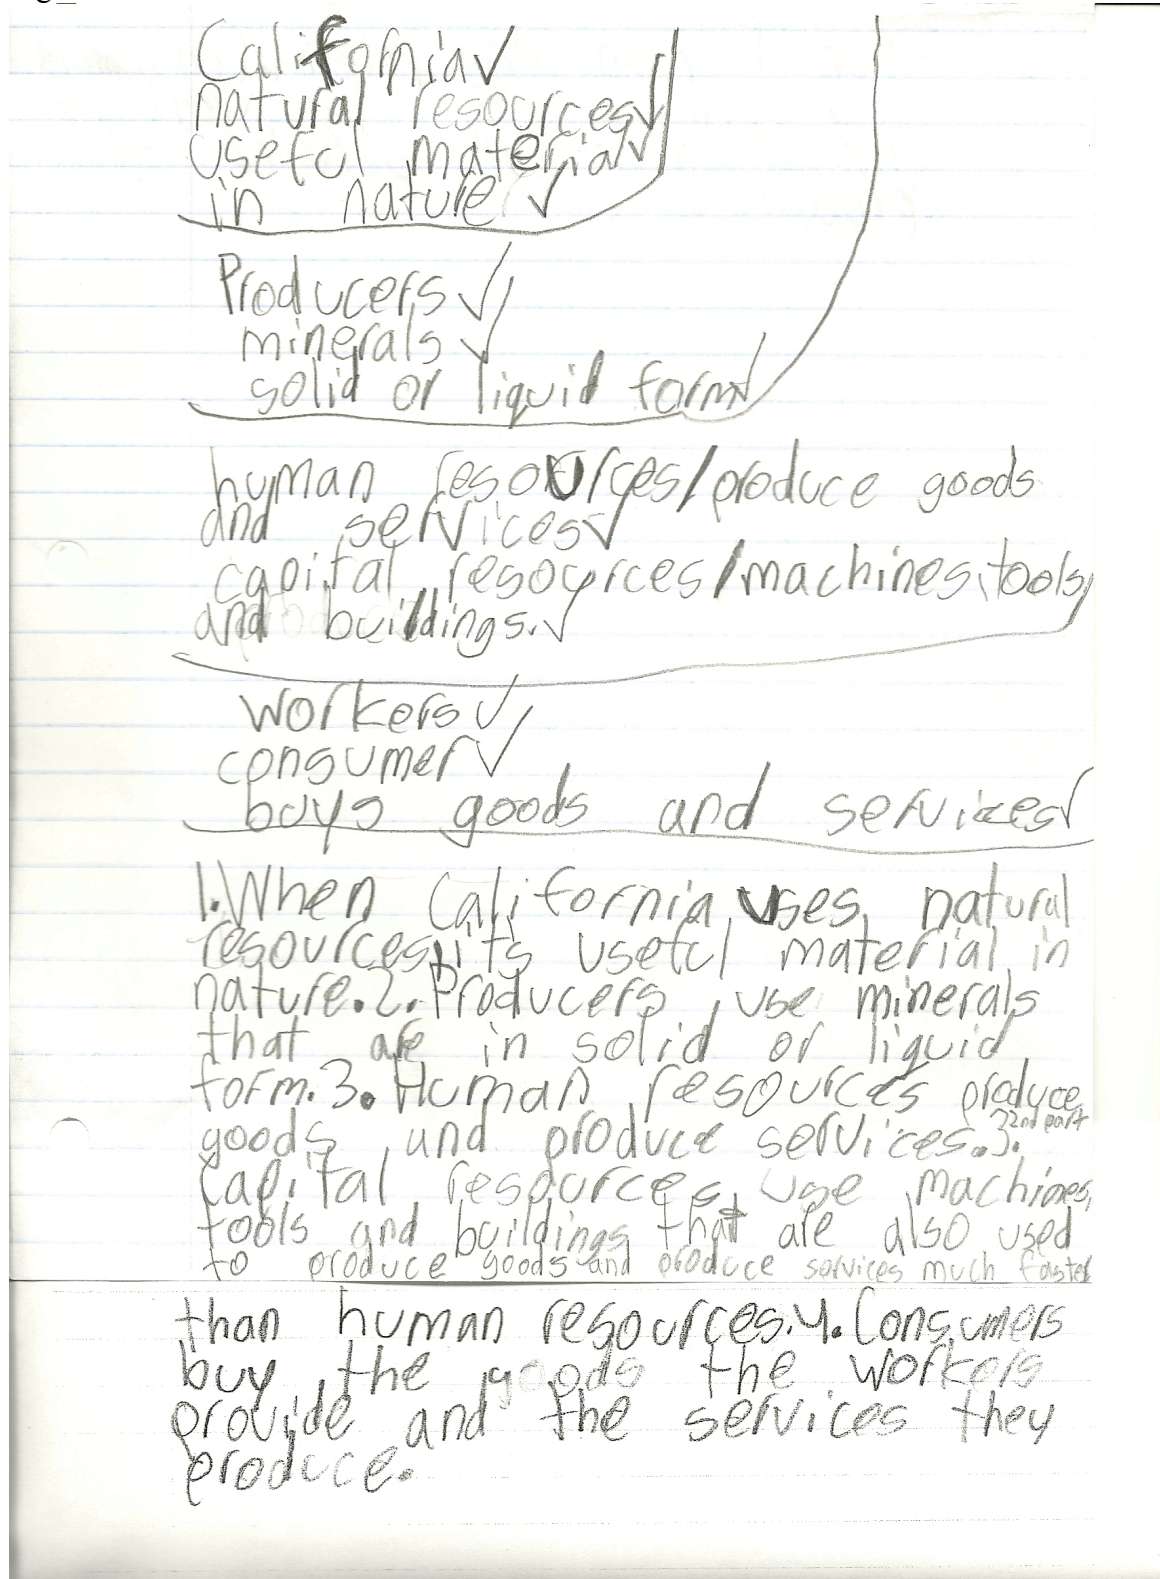 California✓
natural resources✓
useful material✓
in nature ✓
Producers ✓
minerals ✓
solid or liquid form✓
human resources/produce goods
and services✓
capital resources/machines, tools,
and buildings.✓
workers ✓
consumer ✓
buys goods and services✓
1.When California, uses natural
resources, it's useful material in
nature.2. Producers use minerals
that are in solid or liquid
form.3. Human resources produce
goods and produce services.3. 2nd part
Capital resources use machines,
tools and buildings that are also used
to produce goods and produce services much faster
than human resources.4. Consumers
buy the goods the workers
provide and the services they
produce.